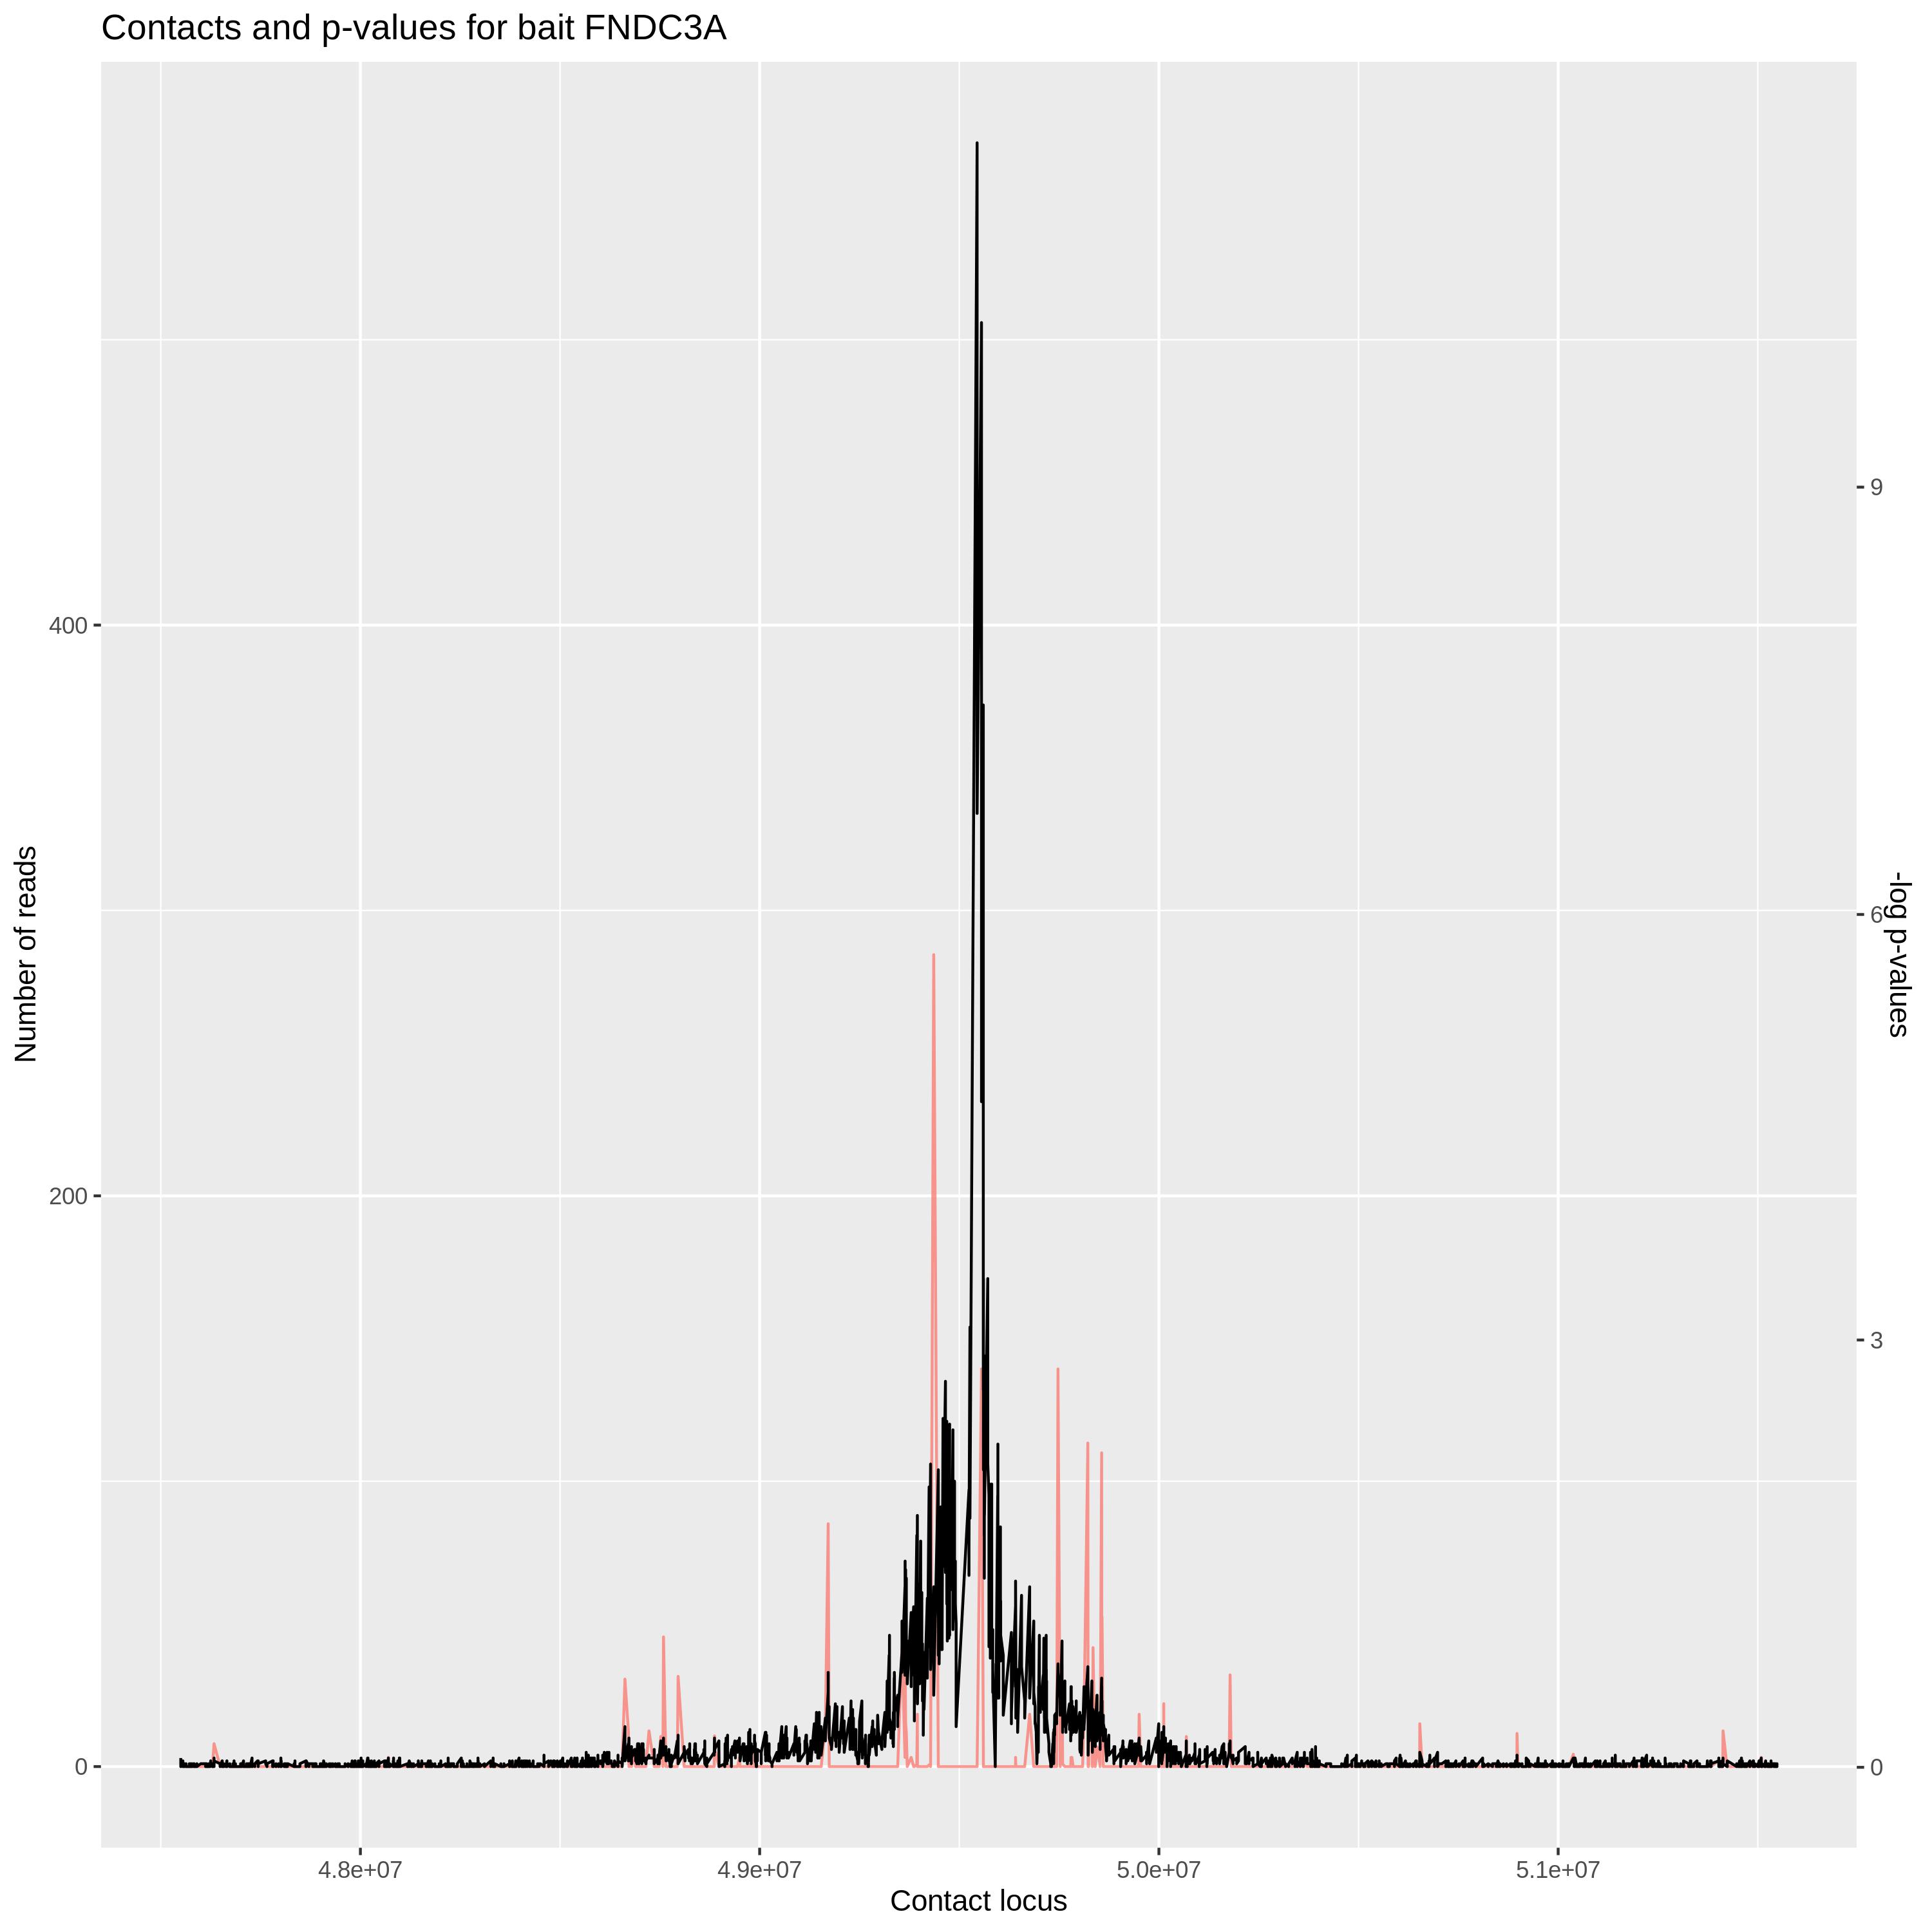 Contacts and p-values for bait FNDC3A
Number of reads
400
200
0
9
6
3
0
-log p-values
4.8e+07
4.9e+07
5.0e+07
5.1e+07
Contact locus